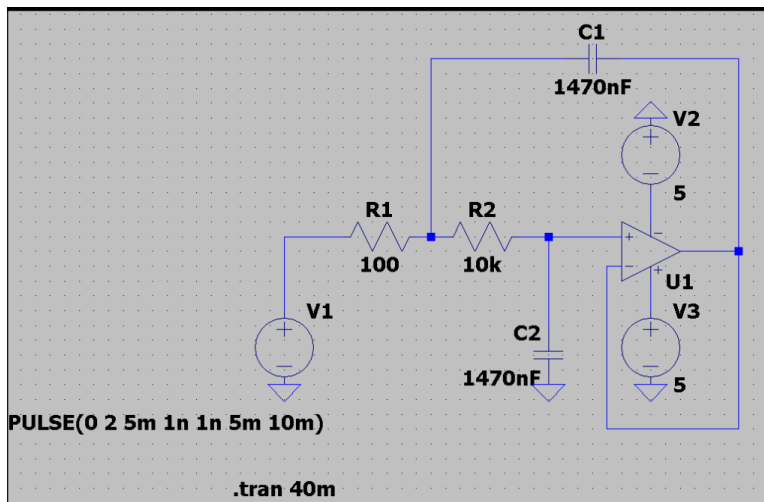 C1
1470nF
V2
+
−
5
R1
100
R2
10k
+
−
−
+
U1
V1
+
−
C2
1470nF
V3
+
−
5
PULSE(0 2 5m 1n 1n 5m 10m)
.tran 40m